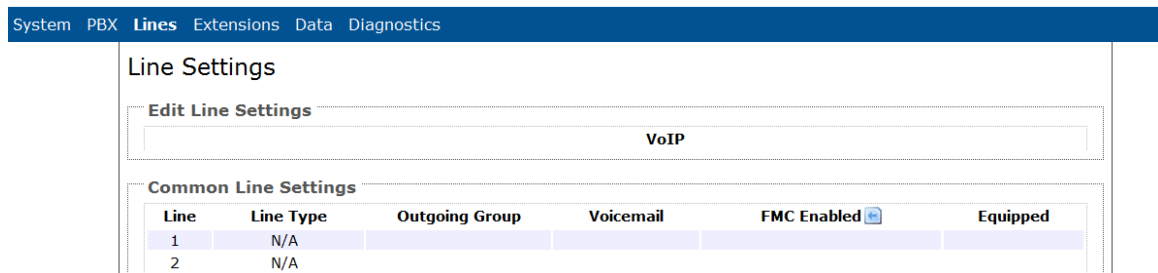 System PBX Lines Extensions Data Diagnostics
Line Settings
Edit Line Settings
VoIP
Common Line Settings
Line Line Type Outgoing Group Voicemail FMC Enabled Equipped
1 N/A
2 N/A